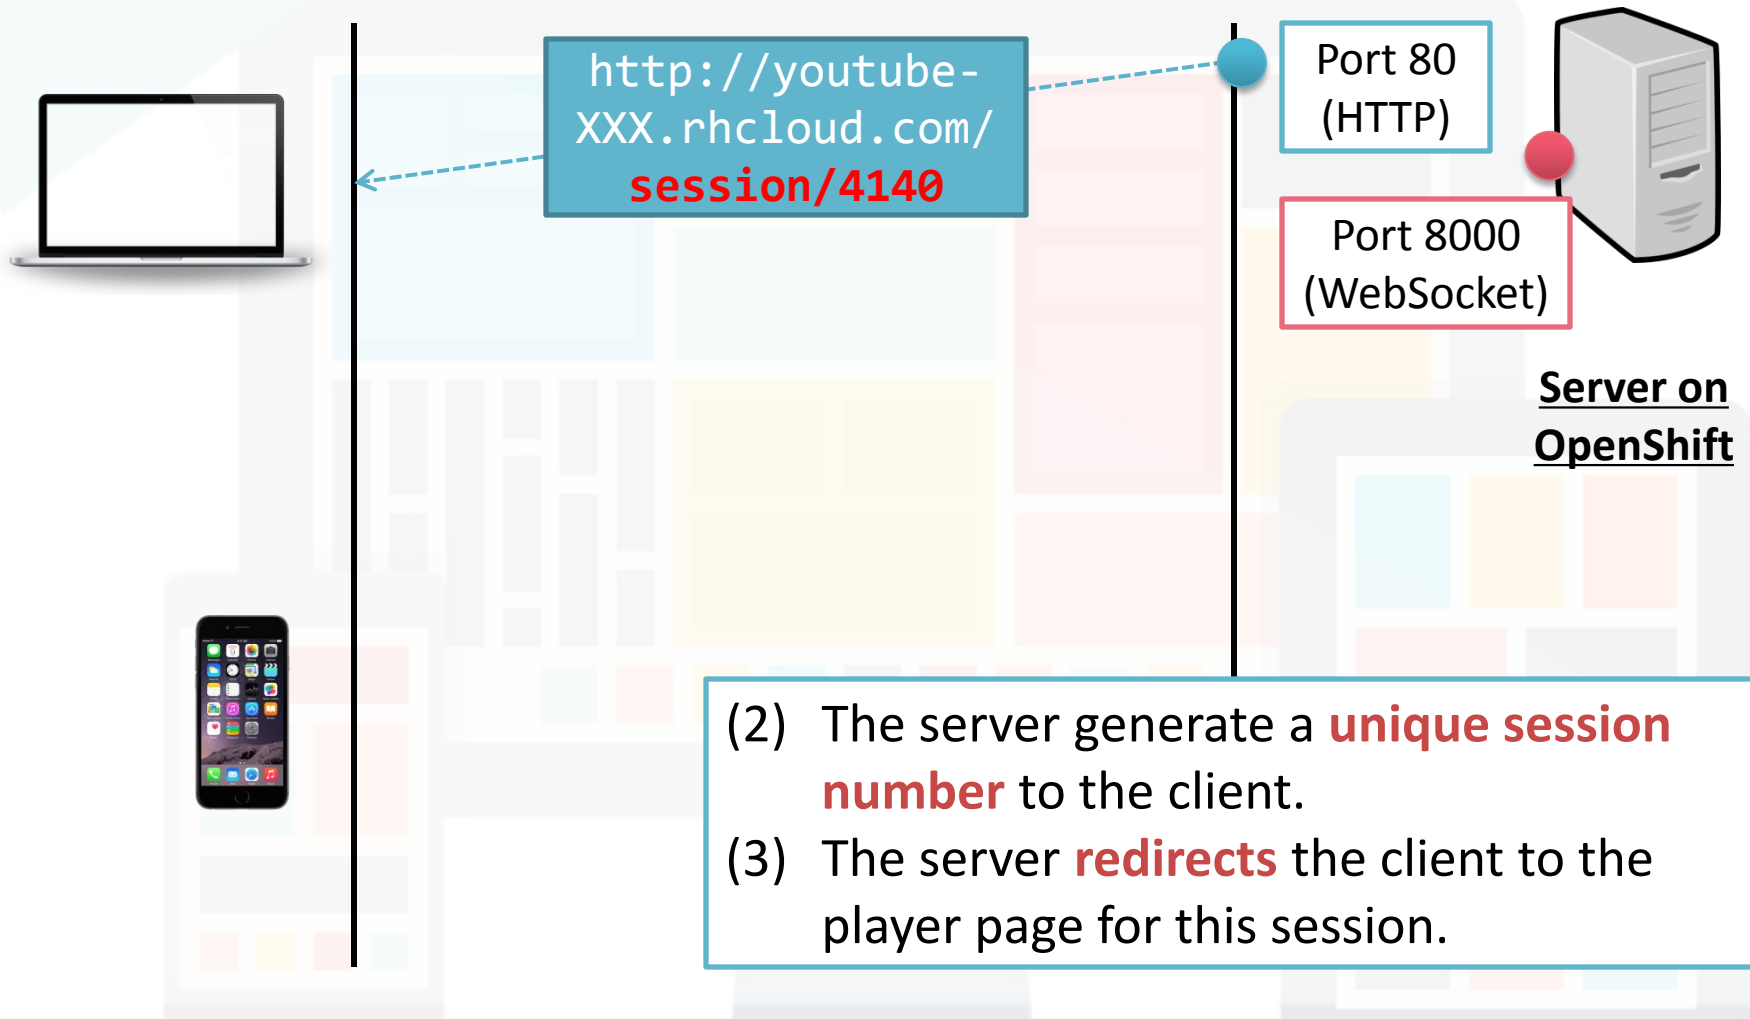 http://youtube-
XXX.rhcloud.com/
session/4140
Port 80
(HTTP)
Port 8000
(WebSocket)
Server on
OpenShift
(2) The server generate a unique session
number to the client.
(3) The server redirects the client to the
player page for this session.